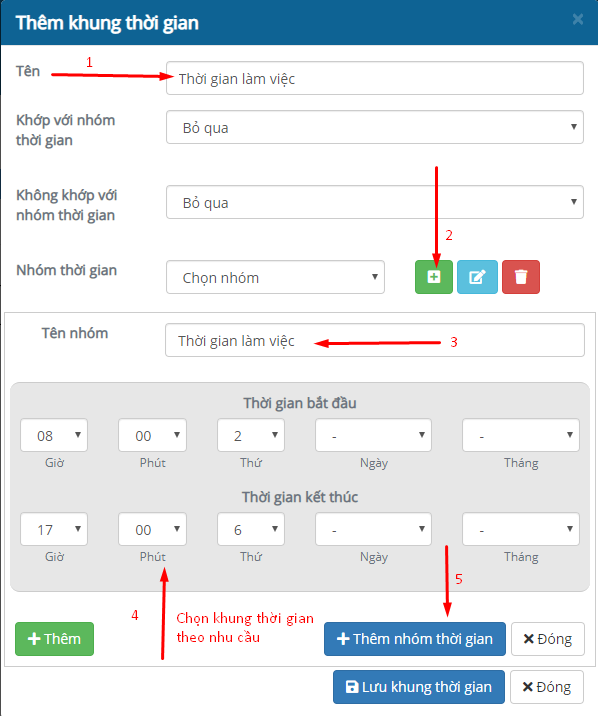 Thêm khung thời gian
×
1
Tên
Thời gian làm việc
Khớp với nhóm
thời gian
Bỏ qua
Không khớp với
nhóm thời gian
Bỏ qua
2
Nhóm thời gian
Chọn nhóm
Tên nhóm
Thời gian làm việc
3
Thời gian bắt đầu
08 00 2 - -
Giờ Phút Thứ Ngày Tháng
Thời gian kết thúc
17 00 6 - -
Giờ Phút Thứ Ngày Tháng
4
Chọn khung thời gian
theo nhu cầu
5
Thêm
Thêm nhóm thời gian
Đóng
Lưu khung thời gian
Đóng